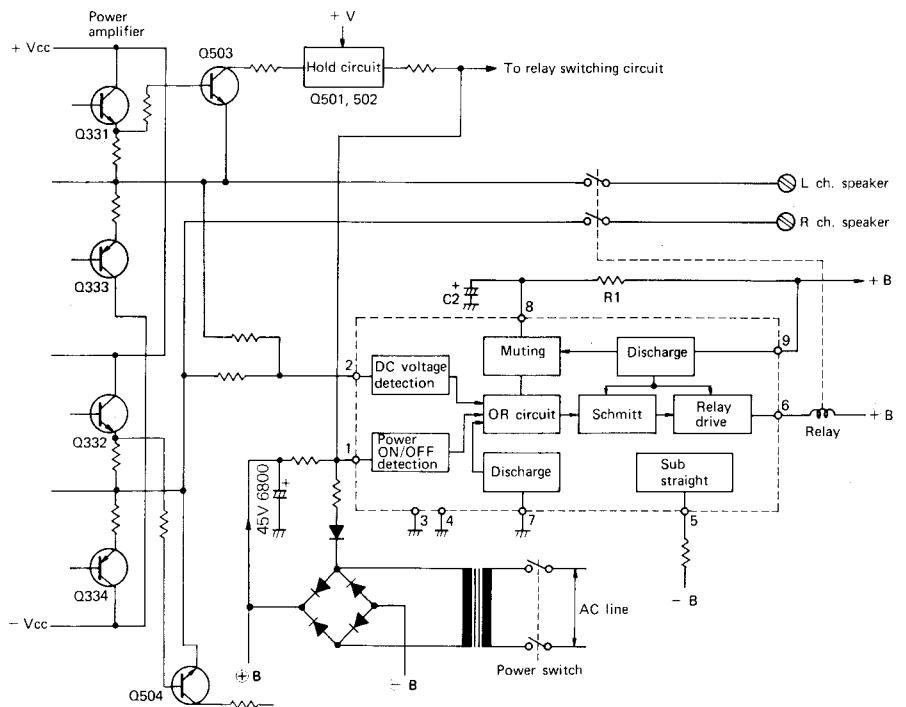 Power
amplifier
+ Vcc
Q503
+ V
Hold circuit
Q501, 502
To relay switching circuit
Q331
L ch. speaker
R ch. speaker
Q333
+
C2
R1
+ B
8
9
Muting
Discharge
2
DC voltage
detection
OR circuit
Schmitt
Relay
drive
6
+ B
Relay
Q332
1
Power
ON/OFF
detection
Discharge
Sub
straight
45V 6800
+
3
4
7
5
- B
Q334
- Vcc
AC line
Power switch
+ B
- B
Q504